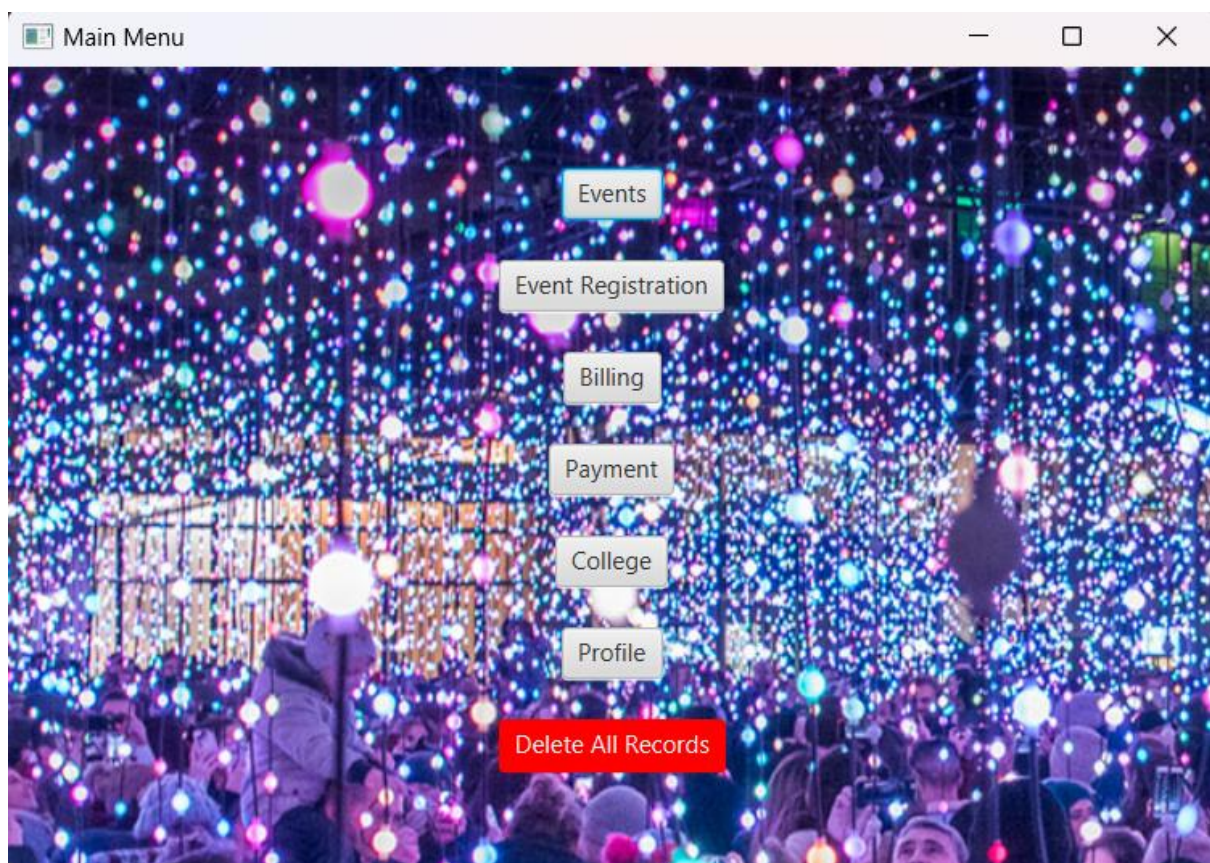 Main Menu
Events
Event Registration
Billing
Payment
College
Profile
Delete All Records